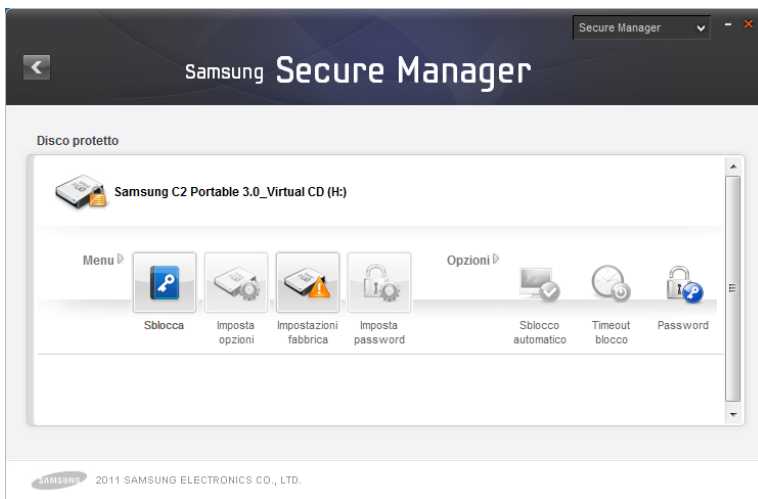 Secure Manager
Samsung Secure Manager
Disco protetto
Samsung C2 Portable 3.0_Virtual CD (H:)
Menu
Opzioni
Sblocca
Imposta opzioni
Impostazioni fabbrica
Imposta password
Sblocco automatico
Timeout blocco
Password
SAMSUNG 2011 SAMSUNG ELECTRONICS CO., LTD.